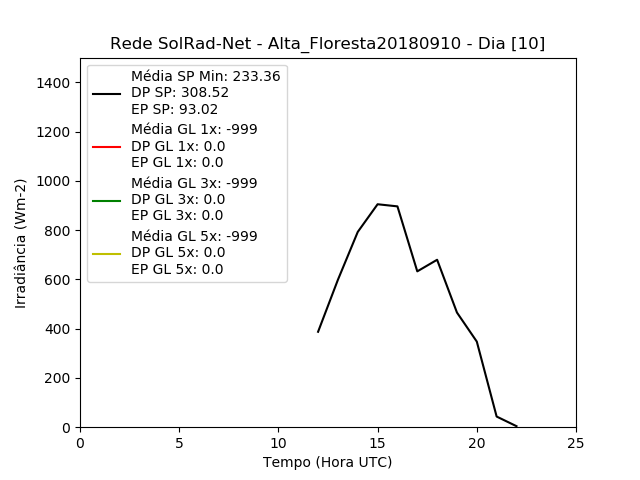 Rede SolRad-Net - Alta_Floresta20180910 - Dia [10]
Média SP Min: 233.36
DP SP: 308.52
EP SP: 93.02
Média GL 1x: -999
DP GL 1x: 0.0
EP GL 1x: 0.0
Média GL 3x: -999
DP GL 3x: 0.0
EP GL 3x: 0.0
Média GL 5x: -999
DP GL 5x: 0.0
EP GL 5x: 0.0
Irradiância (Wm-2)
1400
1200
1000
800
600
400
200
0
0 5 10 15 20 25
Tempo (Hora UTC)